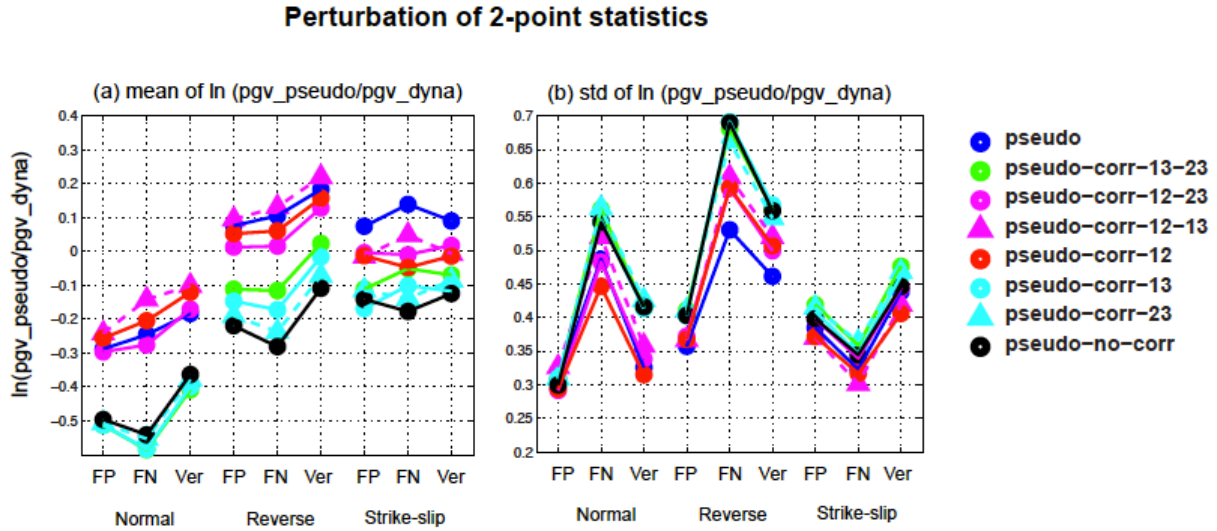 Perturbation of 2-point statistics
(a) mean of ln (pgv_pseudo/pgv_dyna)
ln(pgv_pseudo/pgv_dyna)
0.4
0.3
0.2
0.1
0
−0.1
−0.2
−0.3
−0.4
−0.5
FP FN Ver FP FN Ver FP FN Ver
Normal Reverse Strike-slip
(b) std of ln (pgv_pseudo/pgv_dyna)
0.7
0.65
0.6
0.55
0.5
0.45
0.4
0.35
0.3
0.25
0.2
FP FN Ver FP FN Ver FP FN Ver
Normal Reverse Strike-slip
pseudo
pseudo−corr−13−23
pseudo−corr−12−23
pseudo−corr−12−13
pseudo−corr−12
pseudo−corr−13
pseudo−corr−23
pseudo−no−corr